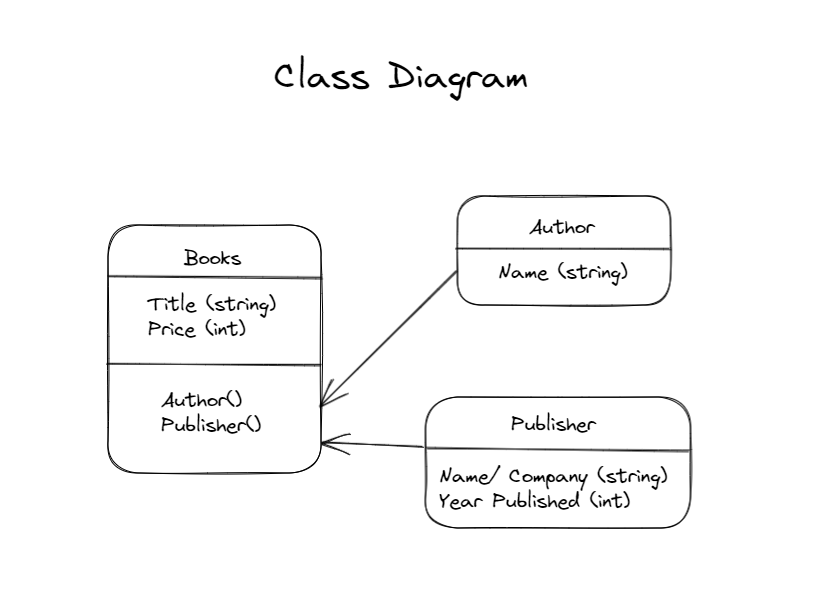 Class Diagram
Books
Title (string)
Price (int)
Author()
Publisher()
Author
Name (string)
Publisher
Name/ Company (string)
Year Published (int)